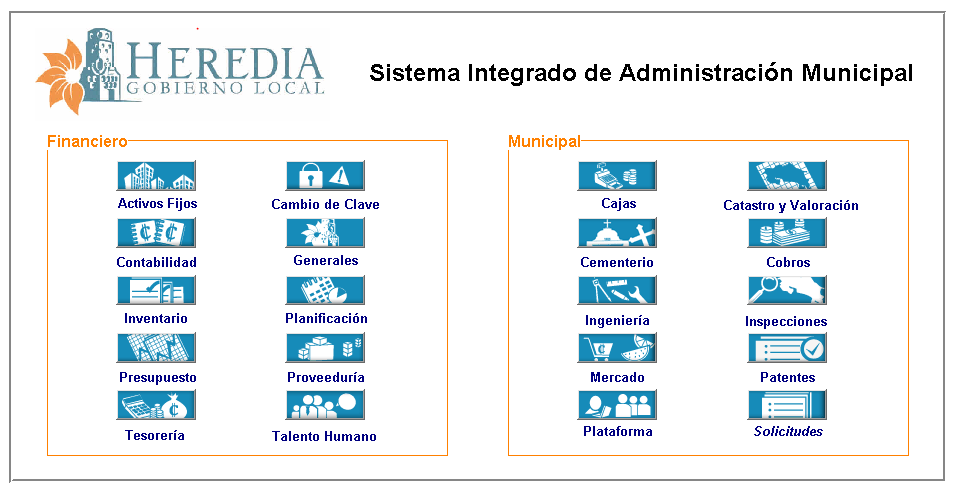 HEREDIA
GOBIERNO LOCAL
Sistema Integrado de Administración Municipal
Financiero
Activos Fijos
Cambio de Clave
Contabilidad
Generales
Inventario
Planificación
Presupuesto
Proveeduría
Tesorería
Talento Humano
Municipal
Cajas
Catastro y Valoración
Cementerio
Cobros
Ingeniería
Inspecciones
Mercado
Patentes
Plataforma
Solicitudes